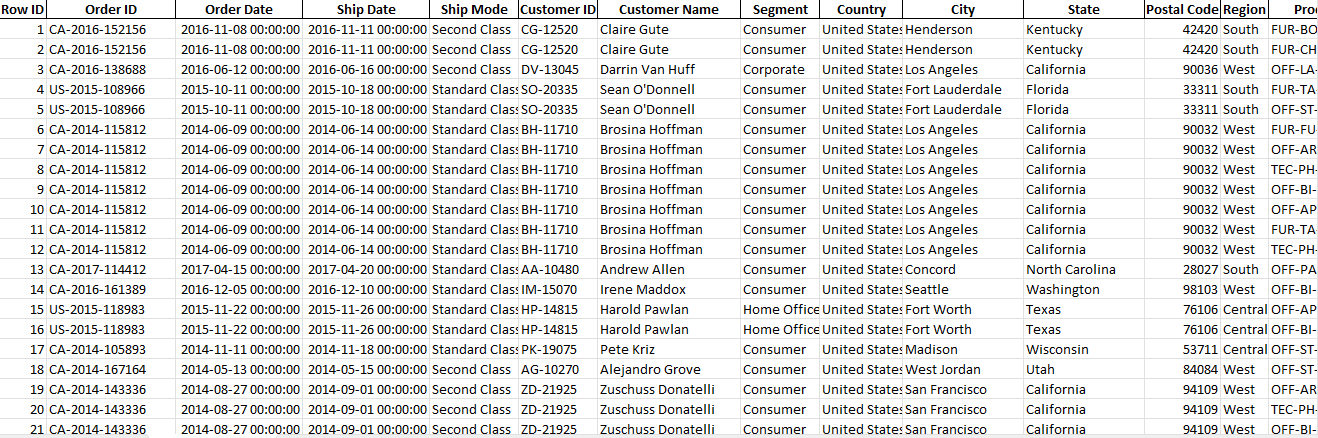 Row ID Order ID Order Date Ship Date Ship Mode Customer ID Customer Name Segment Country City State Postal Code Region Pro
1 CA-2016-152156 2016-11-08 00:00:00 2016-11-11 00:00:00 Second Class CG-12520 Claire Gute Consumer United States Henderson Kentucky 42420 South FUR-BO
2 CA-2016-152156 2016-11-08 00:00:00 2016-11-11 00:00:00 Second Class CG-12520 Claire Gute Consumer United States Henderson Kentucky 42420 South FUR-CH
3 CA-2016-138688 2016-06-12 00:00:00 2016-06-16 00:00:00 Second Class DV-13045 Darrin Van Huff Corporate United States Los Angeles California 90036 West OFF-LA-
4 US-2015-108966 2015-10-11 00:00:00 2015-10-18 00:00:00 Standard Clas SO-20335 Sean O'Donnell Consumer United States Fort Lauderdale Florida 33311 South FUR-TA
5 US-2015-108966 2015-10-11 00:00:00 2015-10-18 00:00:00 Standard Clas SO-20335 Sean O'Donnell Consumer United States Fort Lauderdale Florida 33311 South OFF-ST-
6 CA-2014-115812 2014-06-09 00:00:00 2014-06-14 00:00:00 Standard Clas BH-11710 Brosina Hoffman Consumer United States Los Angeles California 90032 West FUR-FU-
7 CA-2014-115812 2014-06-09 00:00:00 2014-06-14 00:00:00 Standard Clas BH-11710 Brosina Hoffman Consumer United States Los Angeles California 90032 West OFF-AR
8 CA-2014-115812 2014-06-09 00:00:00 2014-06-14 00:00:00 Standard Clas BH-11710 Brosina Hoffman Consumer United States Los Angeles California 90032 West TEC-PH-
9 CA-2014-115812 2014-06-09 00:00:00 2014-06-14 00:00:00 Standard Clas BH-11710 Brosina Hoffman Consumer United States Los Angeles California 90032 West OFF-BI-
10 CA-2014-115812 2014-06-09 00:00:00 2014-06-14 00:00:00 Standard Clas BH-11710 Brosina Hoffman Consumer United States Los Angeles California 90032 West OFF-AP
11 CA-2014-115812 2014-06-09 00:00:00 2014-06-14 00:00:00 Standard Clas BH-11710 Brosina Hoffman Consumer United States Los Angeles California 90032 West FUR-TA
12 CA-2014-115812 2014-06-09 00:00:00 2014-06-14 00:00:00 Standard Clas BH-11710 Brosina Hoffman Consumer United States Los Angeles California 90032 West TEC-PH-
13 CA-2017-114412 2017-04-15 00:00:00 2017-04-20 00:00:00 Standard Clas AA-10480 Andrew Allen Consumer United States Concord North Carolina 28027 South OFF-PA
14 CA-2016-161389 2016-12-05 00:00:00 2016-12-10 00:00:00 Standard Clas IM-15070 Irene Maddox Consumer United States Seattle Washington 98103 West OFF-BI-
15 US-2015-118983 2015-11-22 00:00:00 2015-11-26 00:00:00 Standard Clas HP-14815 Harold Pawlan Home Office United States Fort Worth Texas 76106 Central OFF-AP
16 US-2015-118983 2015-11-22 00:00:00 2015-11-26 00:00:00 Standard Clas HP-14815 Harold Pawlan Home Office United States Fort Worth Texas 76106 Central OFF-BI-
17 CA-2014-105893 2014-11-11 00:00:00 2014-11-18 00:00:00 Standard Clas PK-19075 Pete Kriz Consumer United States Madison Wisconsin 53711 Central OFF-ST-
18 CA-2014-167164 2014-05-13 00:00:00 2014-05-15 00:00:00 Second Class AG-10270 Alejandro Grove Consumer United States West Jordan Utah 84084 West OFF-ST-
19 CA-2014-143336 2014-08-27 00:00:00 2014-09-01 00:00:00 Second Class ZD-21925 Zuschuss Donatelli Consumer United States San Francisco California 94109 West OFF-AR
20 CA-2014-143336 2014-08-27 00:00:00 2014-09-01 00:00:00 Second Class ZD-21925 Zuschuss Donatelli Consumer United States San Francisco California 94109 West TEC-PH-
21 CA-2014-143336 2014-08-27 00:00:00 2014-09-01 00:00:00 Second Class ZD-21925 Zuschuss Donatelli Consumer United States San Francisco California 94109 West OFF-BI-